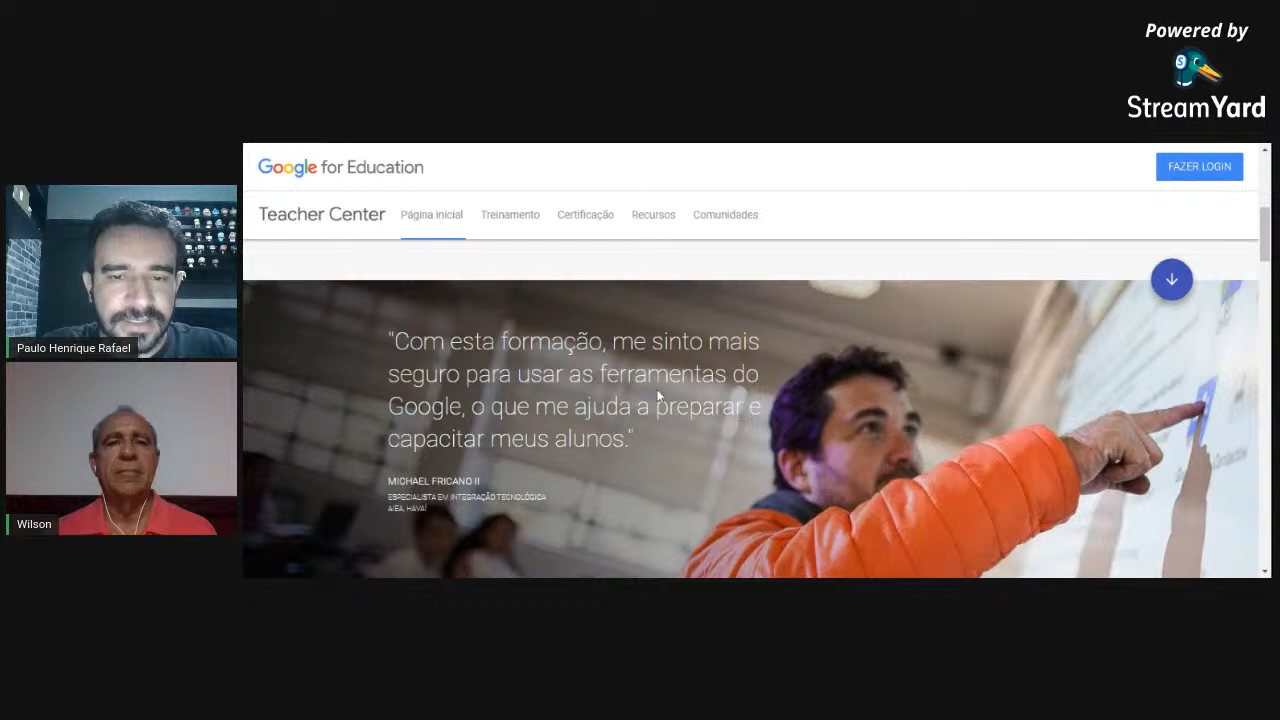 Powered by
StreamYard
Google for Education
FAZER LOGIN
Teacher Center
Página inicial
Treinamento
Certificação
Recursos
Comunidades
"Com esta formação, me sinto mais
seguro para usar as ferramentas do
Google, o que me ajuda a preparar e
capacitar meus alunos."
MICHAEL FRICANO II
ESPECIALISTA EM INTEGRAÇÃO TECNOLÓGICA
AIEA, HAVAÍ
Paulo Henrique Rafael
Wilson